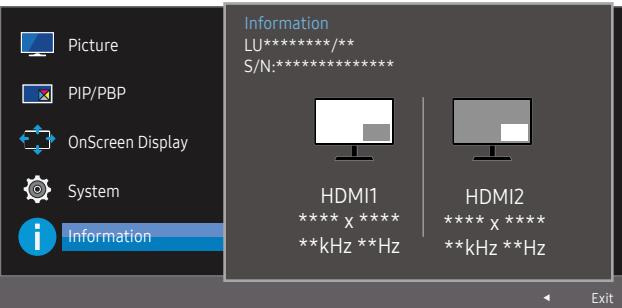 Picture
PIP/PBP
OnScreen Display
System
Information
Information
LU********/**
S/N:**************
HDMI1
**** x ****
**kHz **Hz
HDMI2
**** x ****
**kHz **Hz
Exit